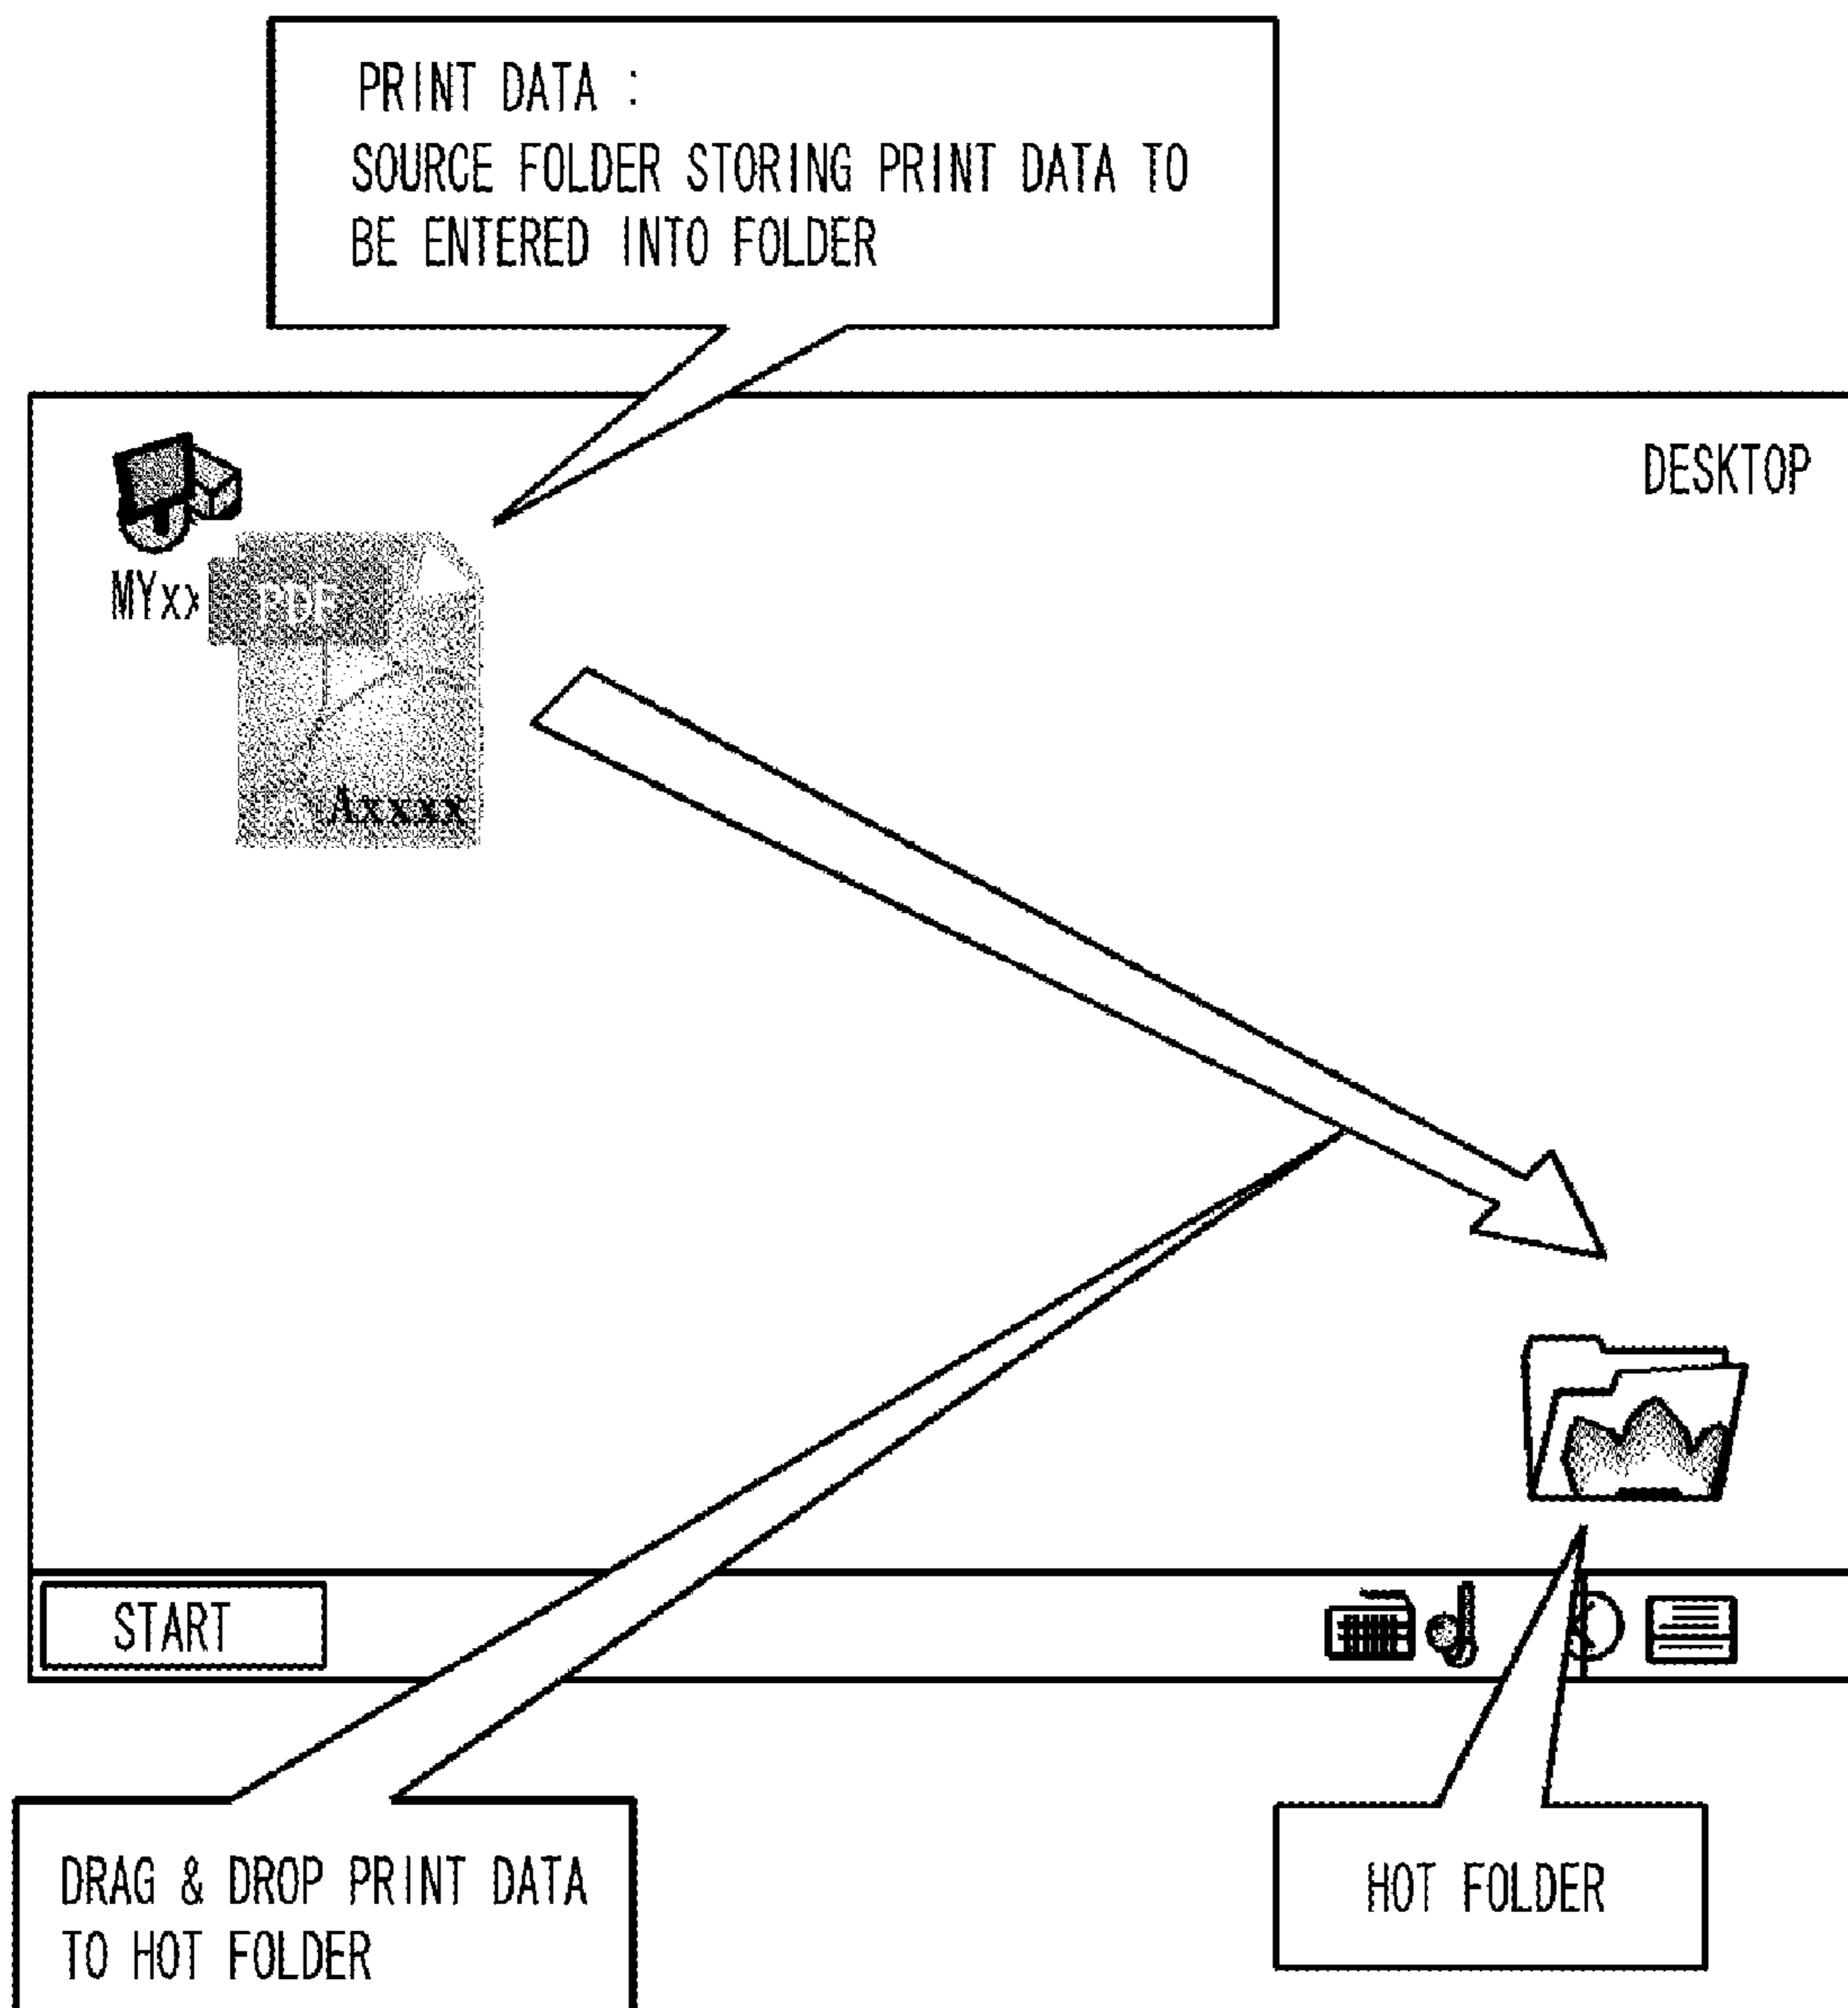 PRINT DATA :
SOURCE FOLDER STORING PRINT DATA TO
BE ENTERED INTO FOLDER
DESKTOP
MYxx
PDF
Axxxx
START
DRAG & DROP PRINT DATA
TO HOT FOLDER
HOT FOLDER